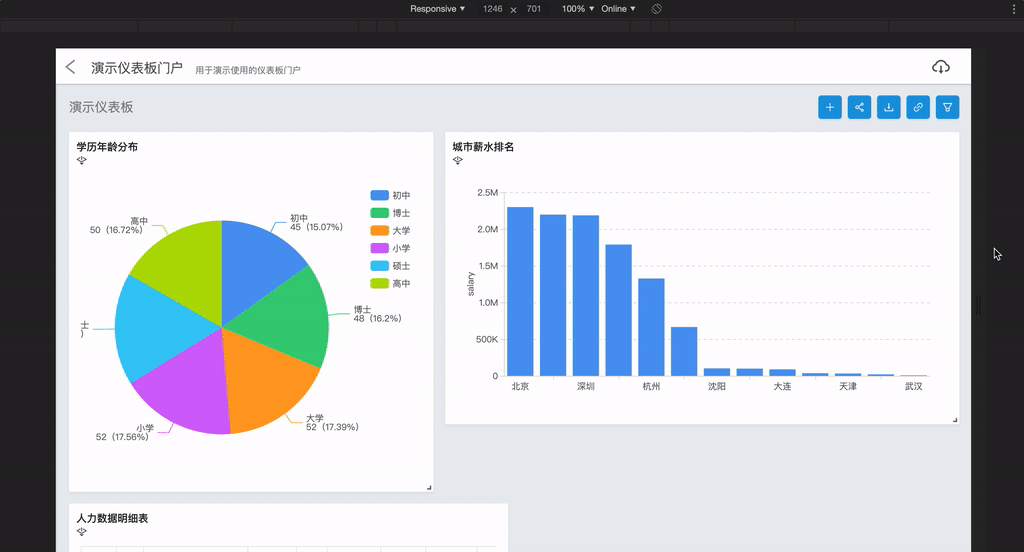 Responsive ▼ 1246 × 701 100% ▼ Online ▼
演示仪表板门户 用于演示使用的仪表板门户
演示仪表板
学历年龄分布
初中
45 (15.07%)
博士
48 (16.2%)
大学
52 (17.39%)
小学
52 (17.56%)
士
)
高中
50 (16.72%)
初中
博士
大学
小学
硕士
高中
城市薪水排名
salary
2.5M
2.0M
1.5M
1.0M
500K
0
北京 深圳 杭州 沈阳 大连 天津 武汉
人力数据明细表